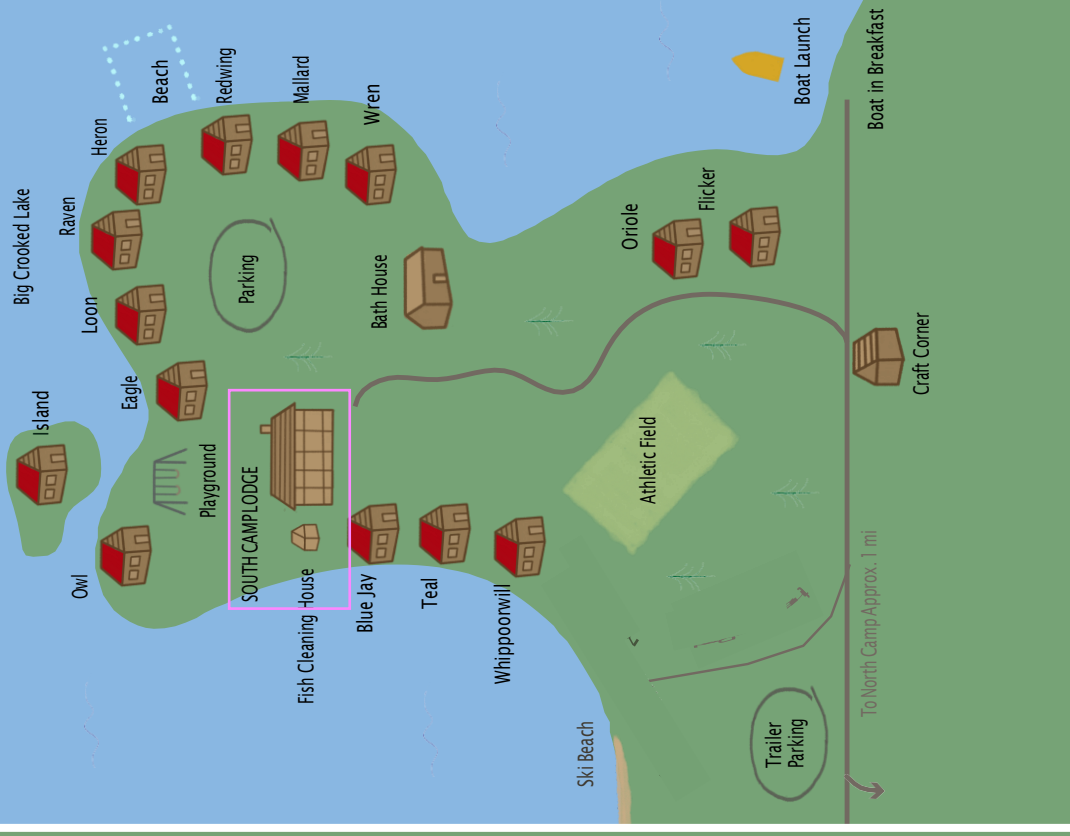 Big Crooked Lake
Island
Owl
Playground
Eagle
Loon
Raven
Heron
Beach
Redwing
Mallard
Wren
Parking
Bath House
SOUTH CAMP LODGE
Fish Cleaning House
Blue Jay
Teal
Whippoorwill
Ski Beach
Athletic Field
Oriole
Flicker
Boat Launch
Boat in Breakfast
Craft Corner
To North Camp Approx. 1 mi
Trailer
Parking